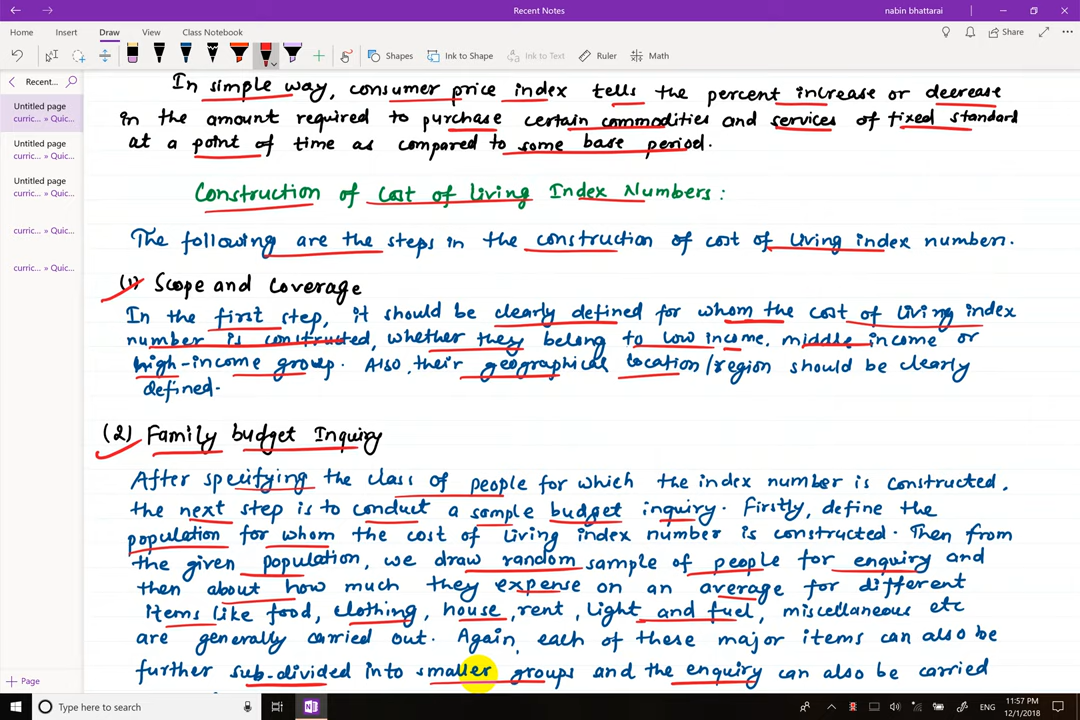 Recent Notes
nabin bhattarai
Home Insert Draw View Class Notebook
Share
Shapes Ink to Shape Ink to Text Ruler Math
Recent...
Untitled page
curric... » Quic...
Untitled page
curric... » Quic...
Untitled page
curric... » Quic...
curric... » Quic...
curric... » Quic...
+ Page
In simple way, consumer price index tells the percent increase or decrease
in the amount required to purchase certain commodities and services of fixed standard
at a point of time as compared to some base period.
Construction of Cost of Living Index Numbers:
The following are the steps in the construction of cost of living index number.
(1) Scope and Coverage
In the first step, it should be clearly defined for whom the cost of living index
number is constructed, whether they belong to low income, middle income or
high-income group. Also, their geographical location/region should be clearly
defined.
(2) Family budget Inquiry
After specifying the class of people for which the index number is constructed,
the next step is to conduct a sample budget inquiry. Firstly, define the
population for whom the cost of living index number is constructed. Then from
the given population, we draw random sample of people for enquiry and
then about how much they expense on an average for different
items like food, clothing, house, rent, light and fuel, miscellaneous etc
are generally carried out. Again, each of these major items can also be
further sub-divided into smaller groups and the enquiry can also be carried
Type here to search
ENG
11:57 PM
12/1/2018